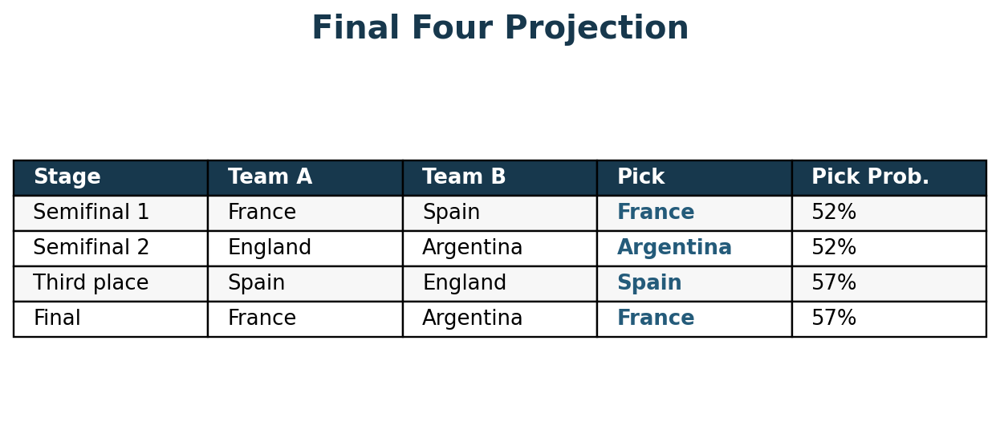 Final Four Projection
Stage Team A Team B Pick Pick Prob.
Semifinal 1 France Spain France 52%
Semifinal 2 England Argentina Argentina 52%
Third place Spain England Spain 57%
Final France Argentina France 57%